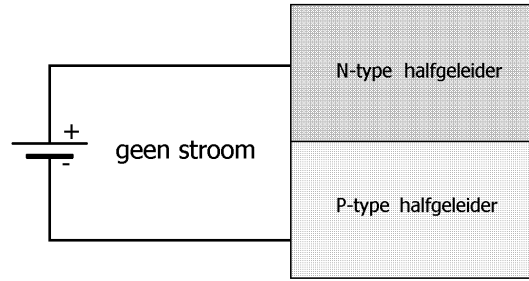 N-type halfgeleider
+
geen stroom
-
P-type halfgeleider